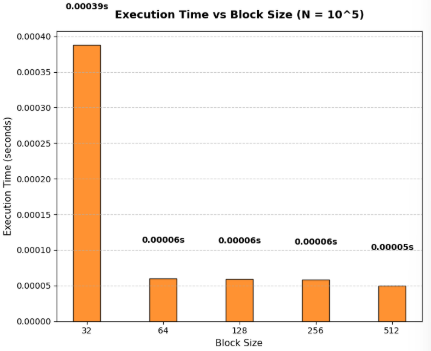 0.00039s
Execution Time vs Block Size (N = 10^5)
0.00040
0.00035
0.00030
0.00025
0.00020
0.00015
0.00010
0.00005
0.00000
Execution Time (seconds)
0.00006s
0.00006s
0.00006s
0.00005s
32
64
128
256
512
Block Size